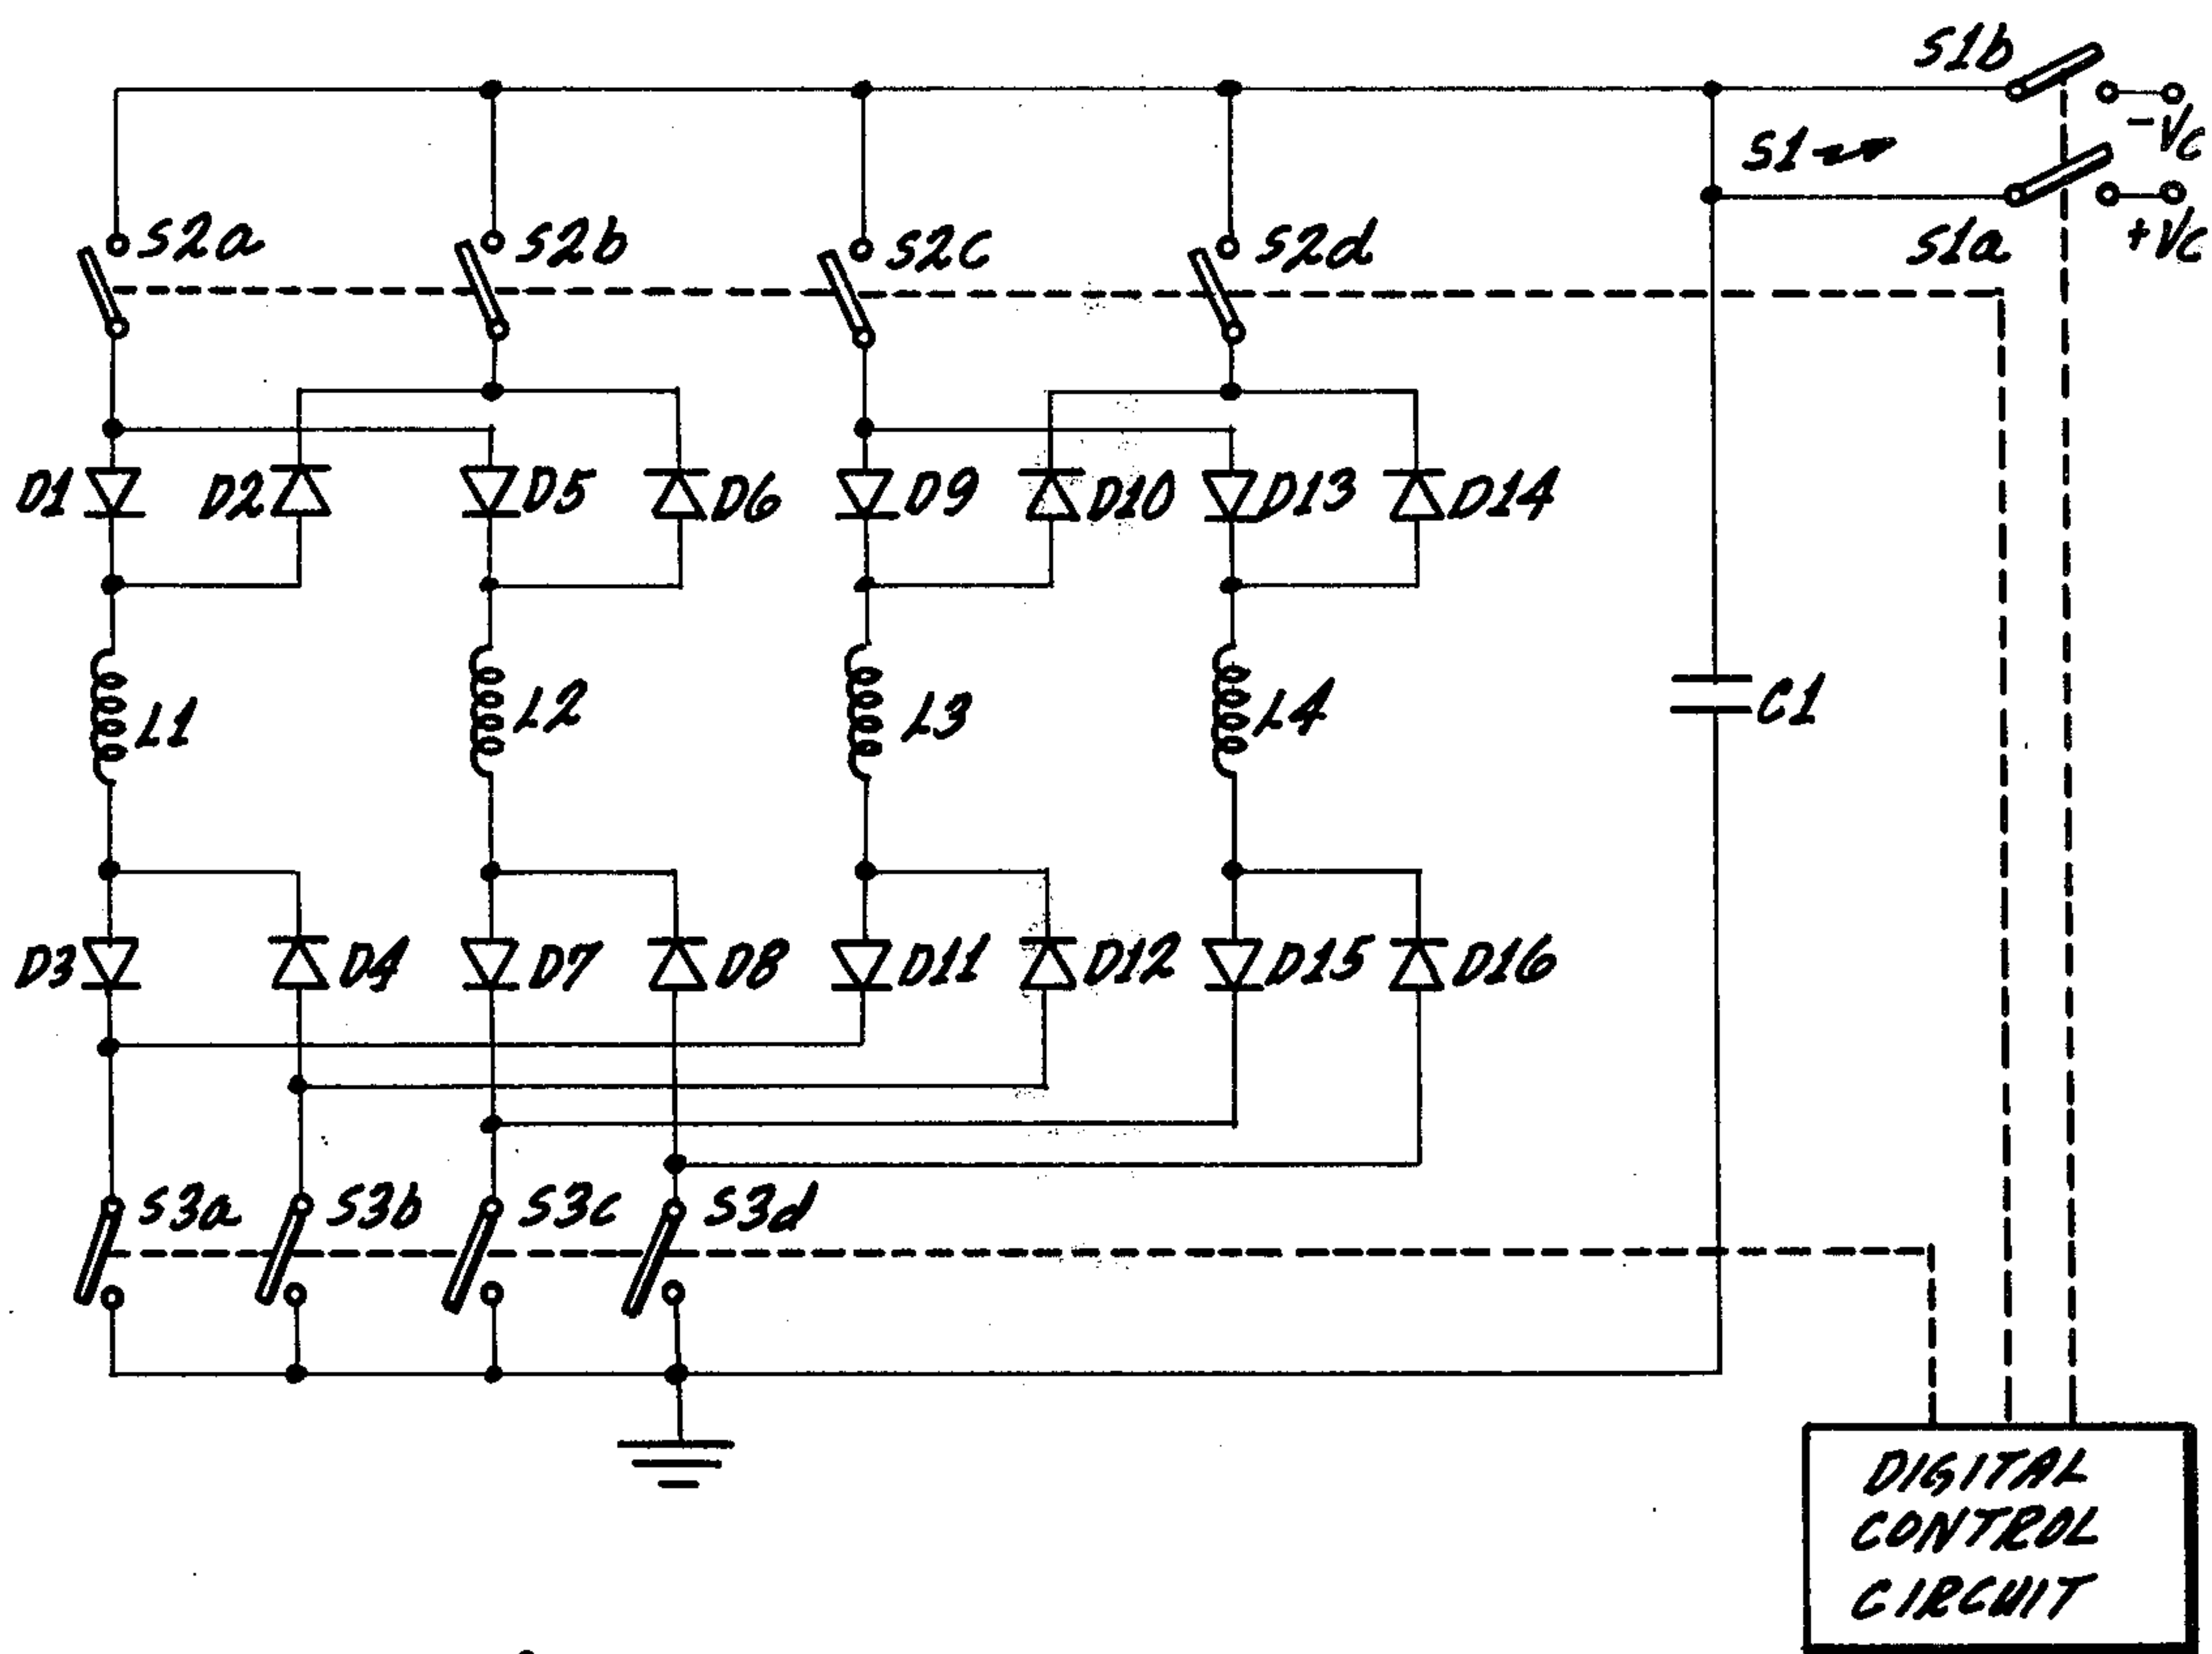 S1b
-Vc
S1
S1a
+Vc
S2a
S2b
S2c
S2d
D1
D2
D5
D6
D9
D10
D13
D14
L1
L2
L3
L4
C1
D3
D4
D7
D8
D11
D12
D15
D16
S3a
S3b
S3c
S3d
DIGITAL
CONTROL
CIRCUIT